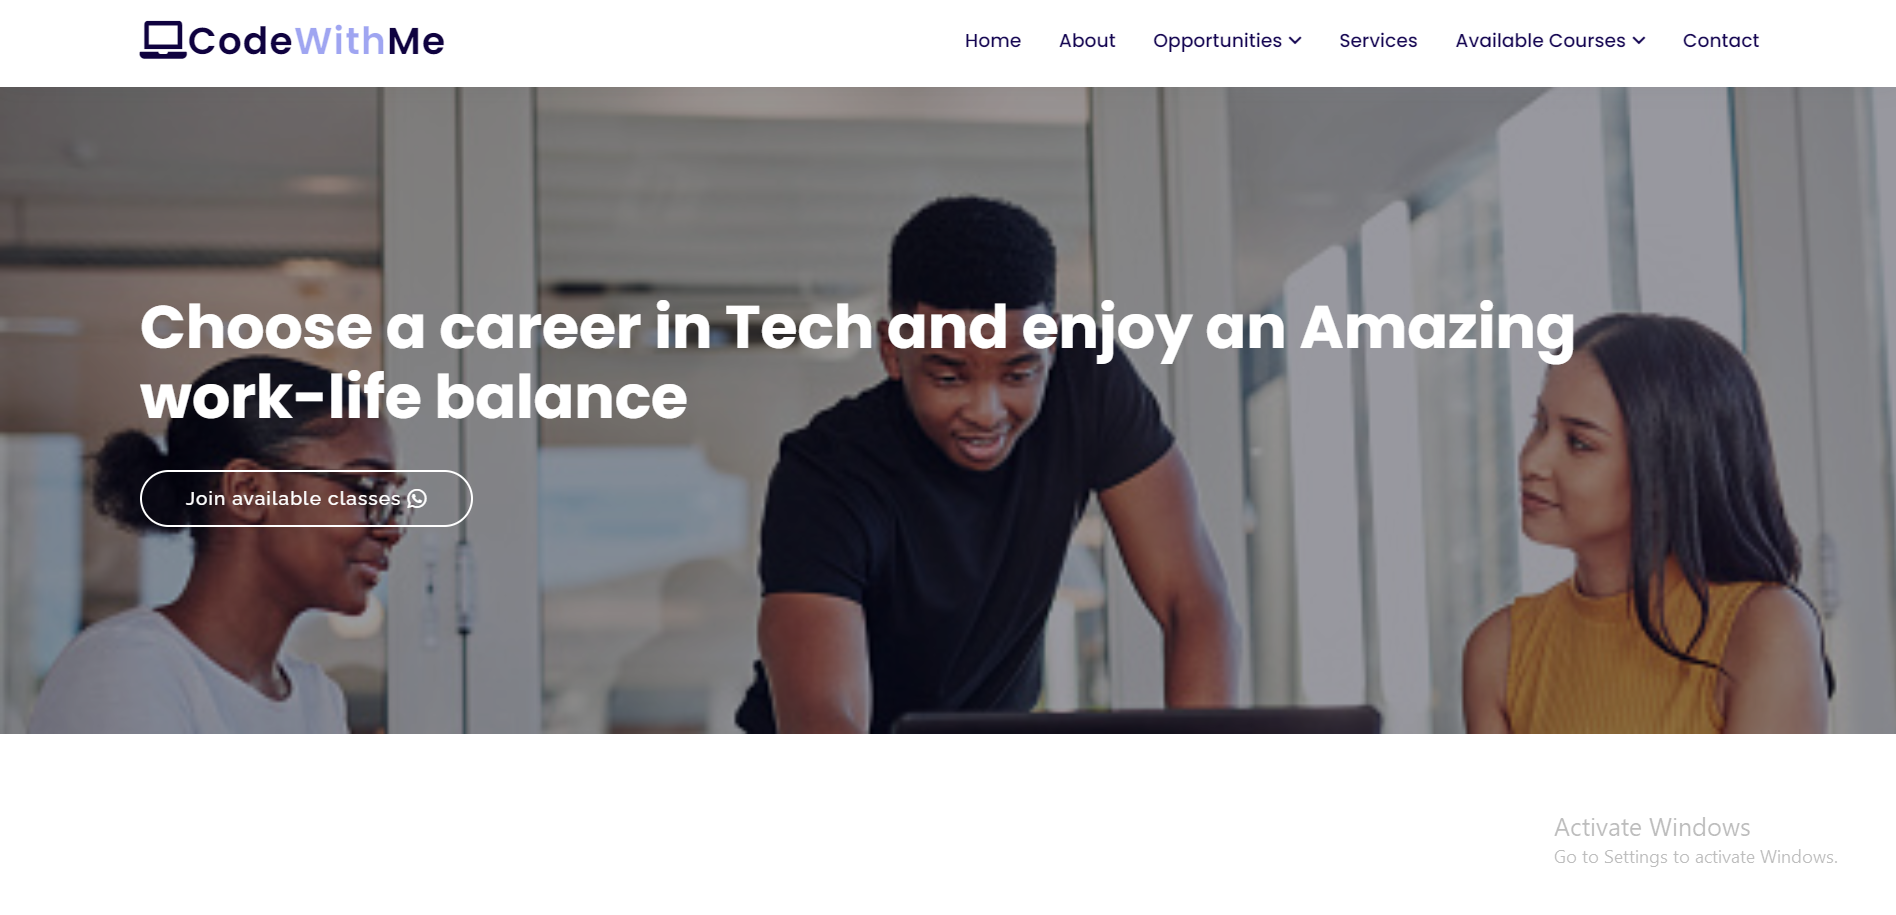 CodeWithMe
Home About Opportunities Services Available Courses Contact
Choose a career in Tech and enjoy an Amazing
work-life balance
Join available classes
Activate Windows
Go to Settings to activate Windows.